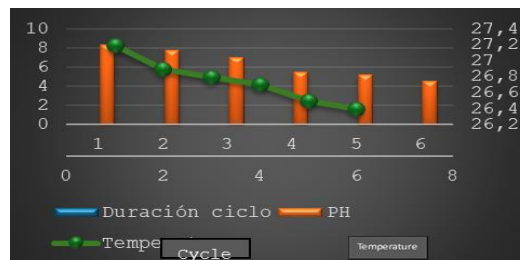 10 27,4
8 27,2
27
6 26,8
4 26,6
2 26,4
0 26,2
1 2 3 4 5 6
0 2 4 6 8
Duración ciclo PH
Tempe
Cycle
Temperature